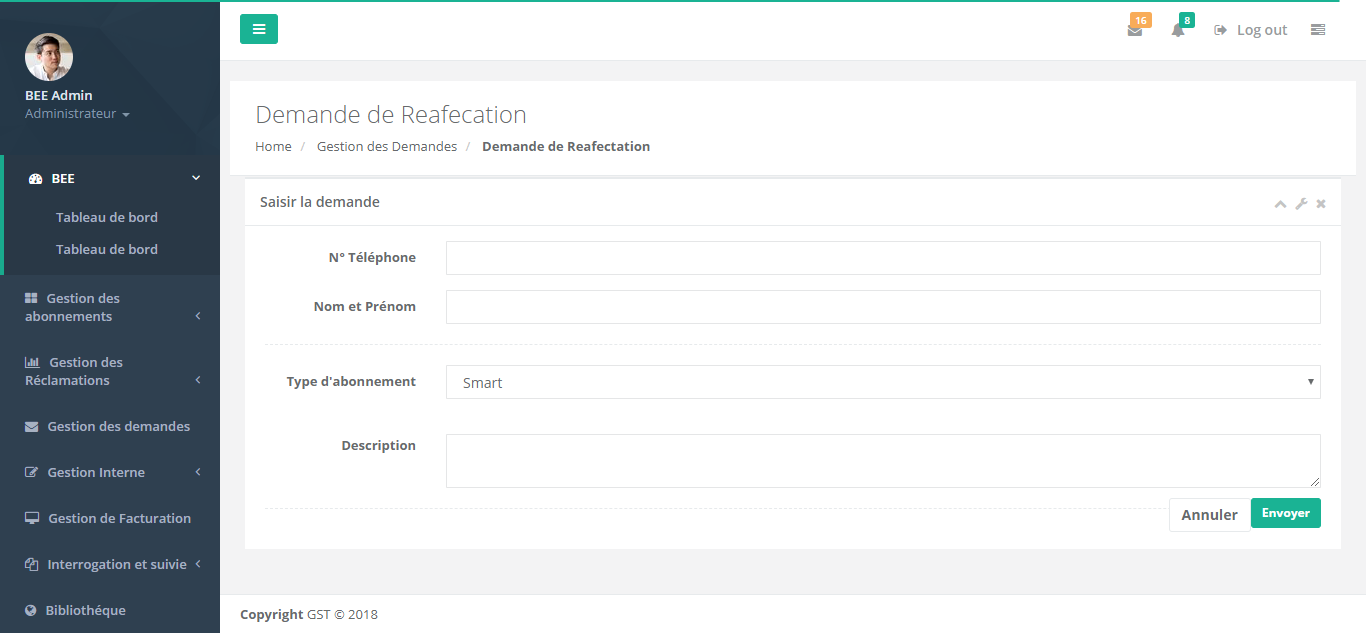 BEE Admin
Administrateur
BEE
Tableau de bord
Tableau de bord
Gestion des
abonnements
Gestion des
Réclamations
Gestion des demandes
Gestion Interne
Gestion de Facturation
Interrogation et suivie
Bibliothéque
16
8
Log out
Demande de Reafecation
Home / Gestion des Demandes / Demande de Reafectation
Saisir la demande
N° Téléphone
Nom et Prénom
Type d'abonnement
Smart
Description
Annuler
Envoyer
Copyright GST © 2018